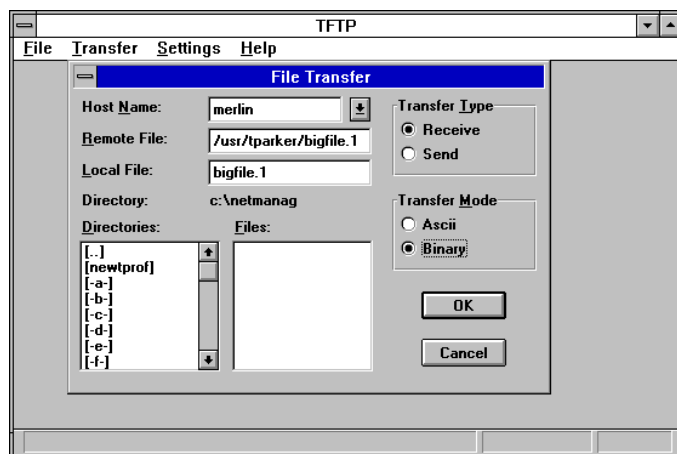 TFTP
File Transfer Settings Help
File Transfer
Host Name:
merlin
Remote File:
/usr/tparker/bigfile.1
Local File:
bigfile.1
Directory: c:\netmanag
Directories:
[..]
[newtprof]
[-a-]
[-b-]
[-c-]
[-d-]
[-e-]
[-f-]
Files:
Transfer Type
Receive
Send
Transfer Mode
Ascii
Binary
OK
Cancel